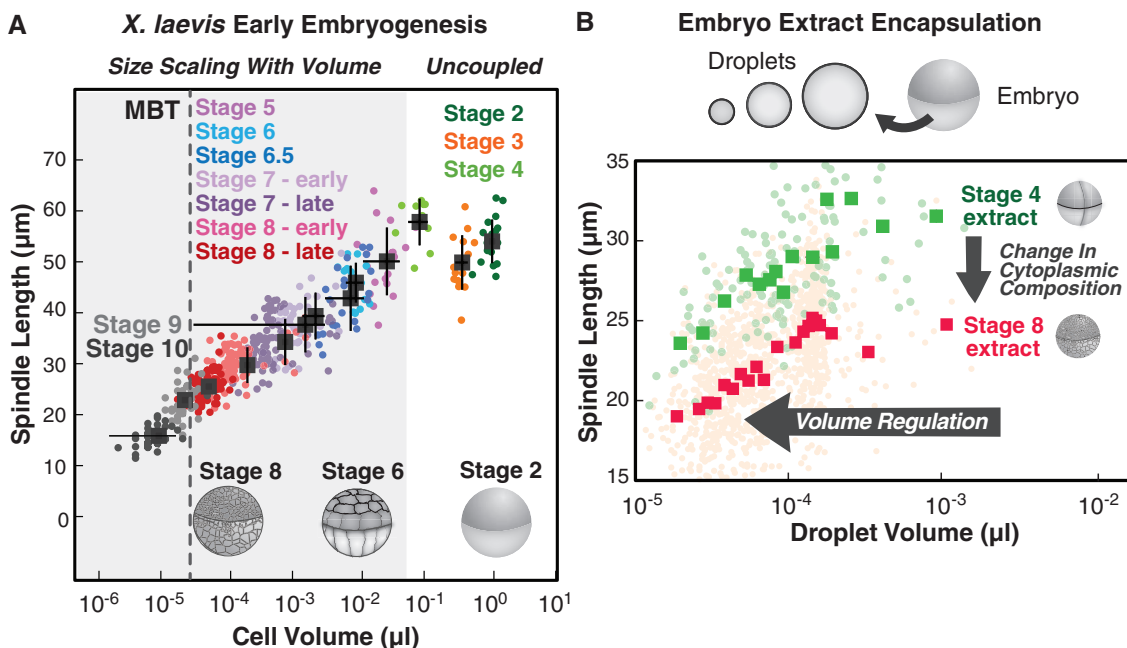 A
X. laevis Early Embryogenesis
Size Scaling With Volume
Uncoupled
MBT
Stage 5
Stage 6
Stage 6.5
Stage 7 - early
Stage 7 - late
Stage 8 - early
Stage 8 - late
Stage 2
Stage 3
Stage 4
Stage 9
Stage 10
Stage 8
Stage 6
Stage 2
Spindle Length (μm)
70
60
50
40
30
20
10
0
10⁻⁶ 10⁻⁵ 10⁻⁴ 10⁻³ 10⁻² 10⁻¹ 10⁰ 10¹
Cell Volume (μl)
B
Embryo Extract Encapsulation
Droplets
Embryo
Stage 4
extract
Change In
Cytoplasmic
Composition
Stage 8
extract
Volume Regulation
Spindle Length (μm)
35
30
25
20
15
10⁻⁵ 10⁻⁴ 10⁻³ 10⁻²
Droplet Volume (μl)